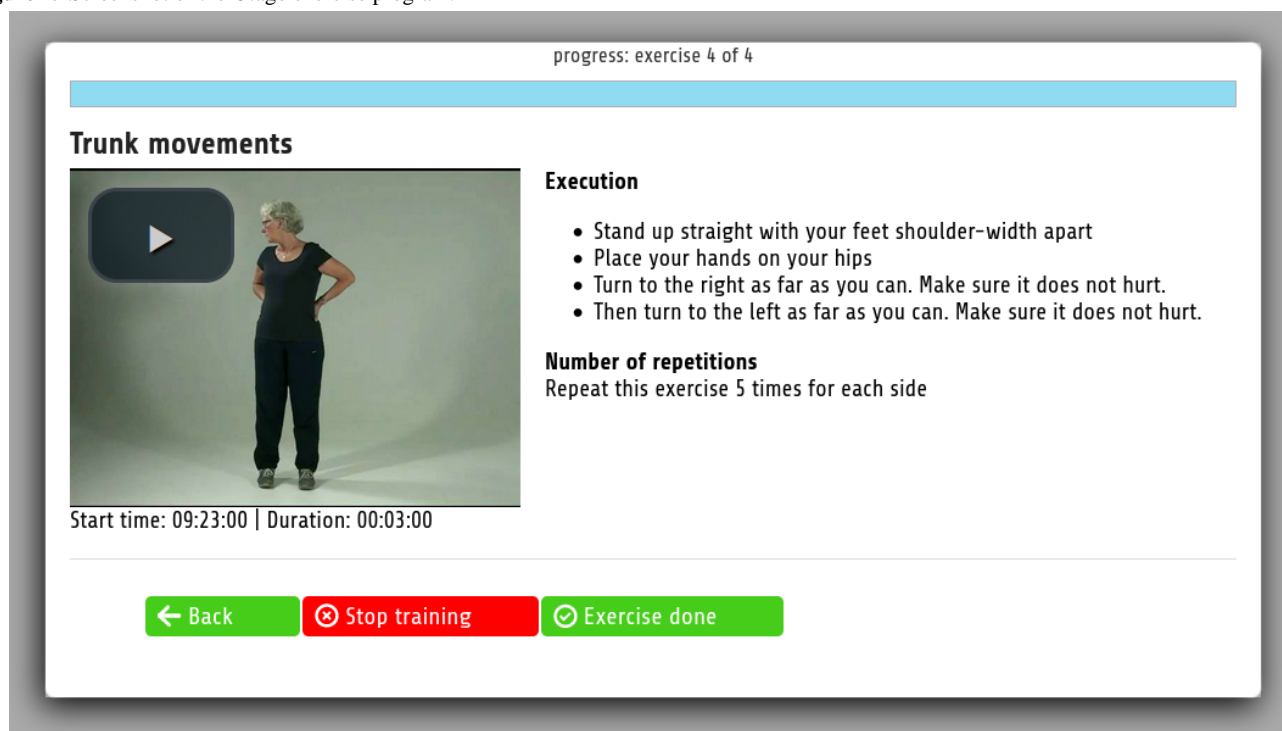 progress: exercise 4 of 4
Trunk movements
Execution
Stand up straight with your feet shoulder-width apart
Place your hands on your hips
Turn to the right as far as you can. Make sure it does not hurt.
Then turn to the left as far as you can. Make sure it does not hurt.
Number of repetitions
Repeat this exercise 5 times for each side
Start time: 09:23:00 | Duration: 00:03:00
Back
Stop training
Exercise done